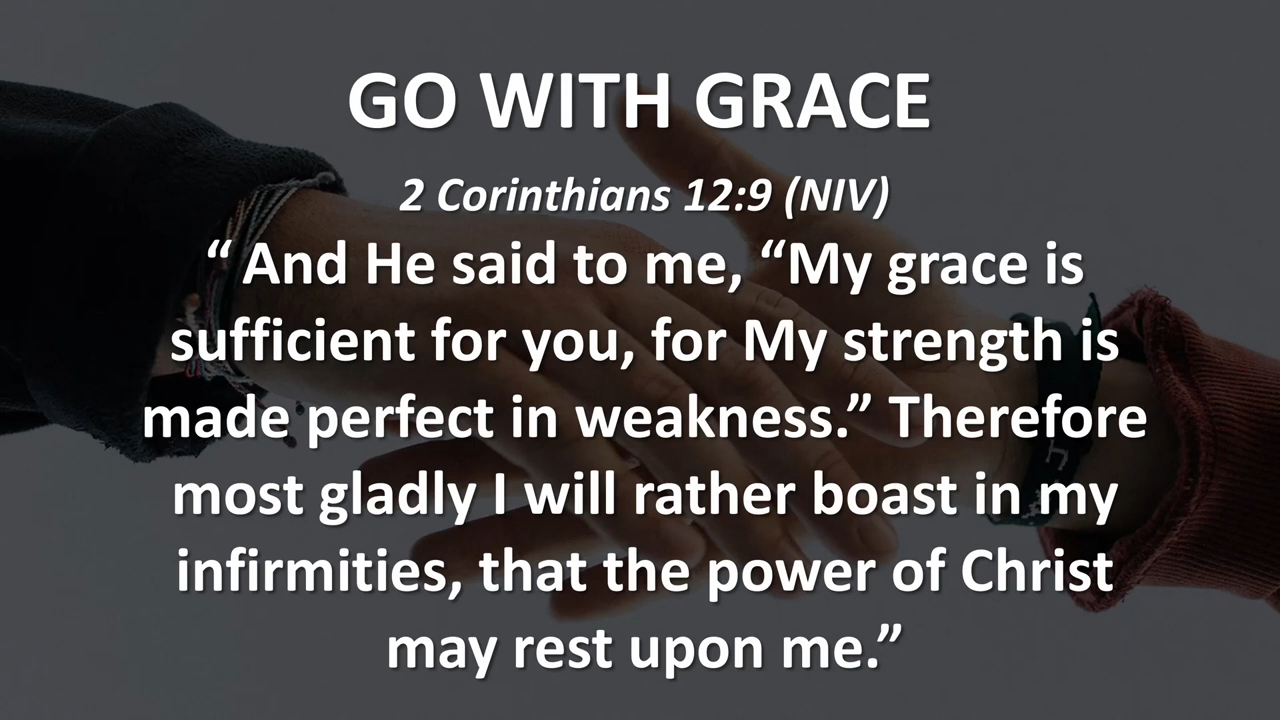 GO WITH GRACE
2 Corinthians 12:9 (NIV)
“ And He said to me, “My grace is
sufficient for you, for My strength is
made perfect in weakness.” Therefore
most gladly I will rather boast in my
infirmities, that the power of Christ
may rest upon me.”